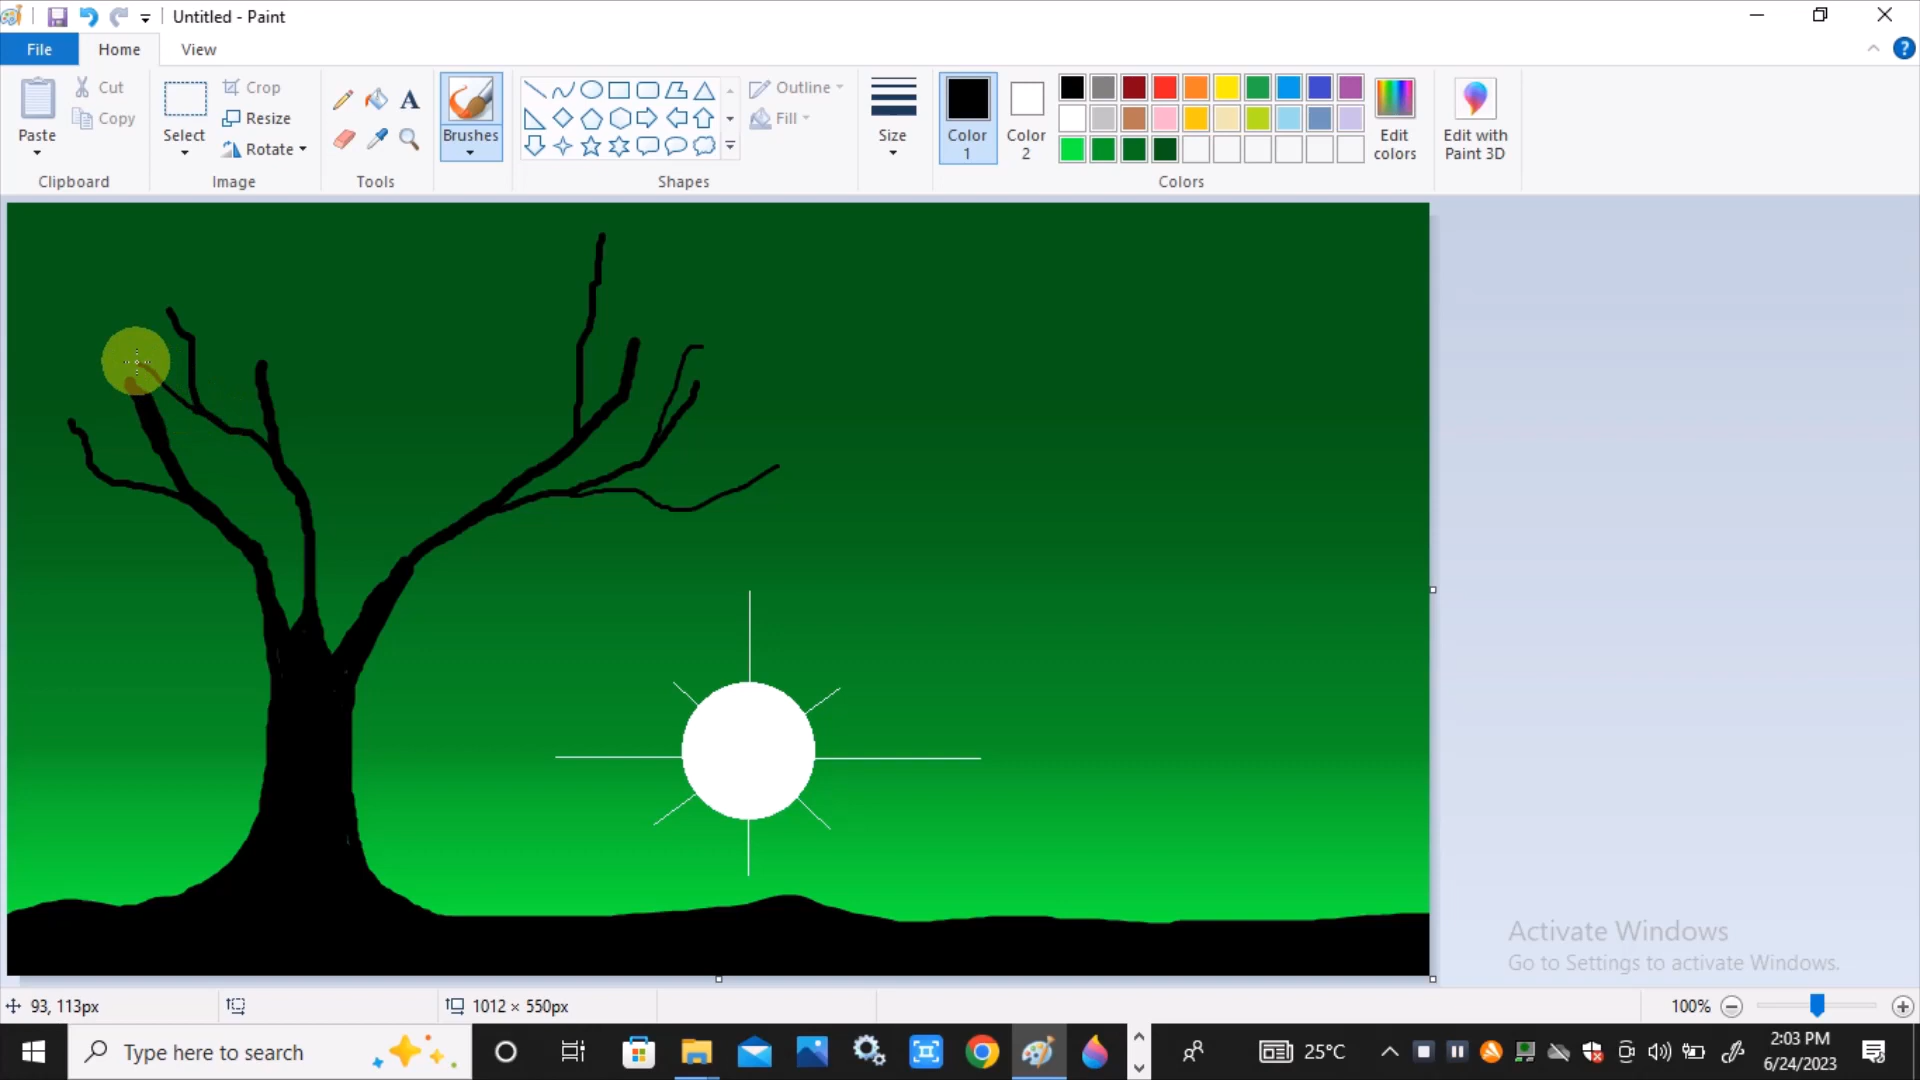 Untitled - Paint
File Home View
Paste
Cut
Copy
Clipboard
Select
Crop
Resize
Rotate
Image
A
Tools
Brushes
Shapes
Outline
Fill
Size
Color 1
Color 2
Edit colors
Colors
Edit with Paint 3D
Activate Windows
Go to Settings to activate Windows.
93, 113px
1012 × 550px
100%
Type here to search
25°C
2:03 PM
6/24/2023